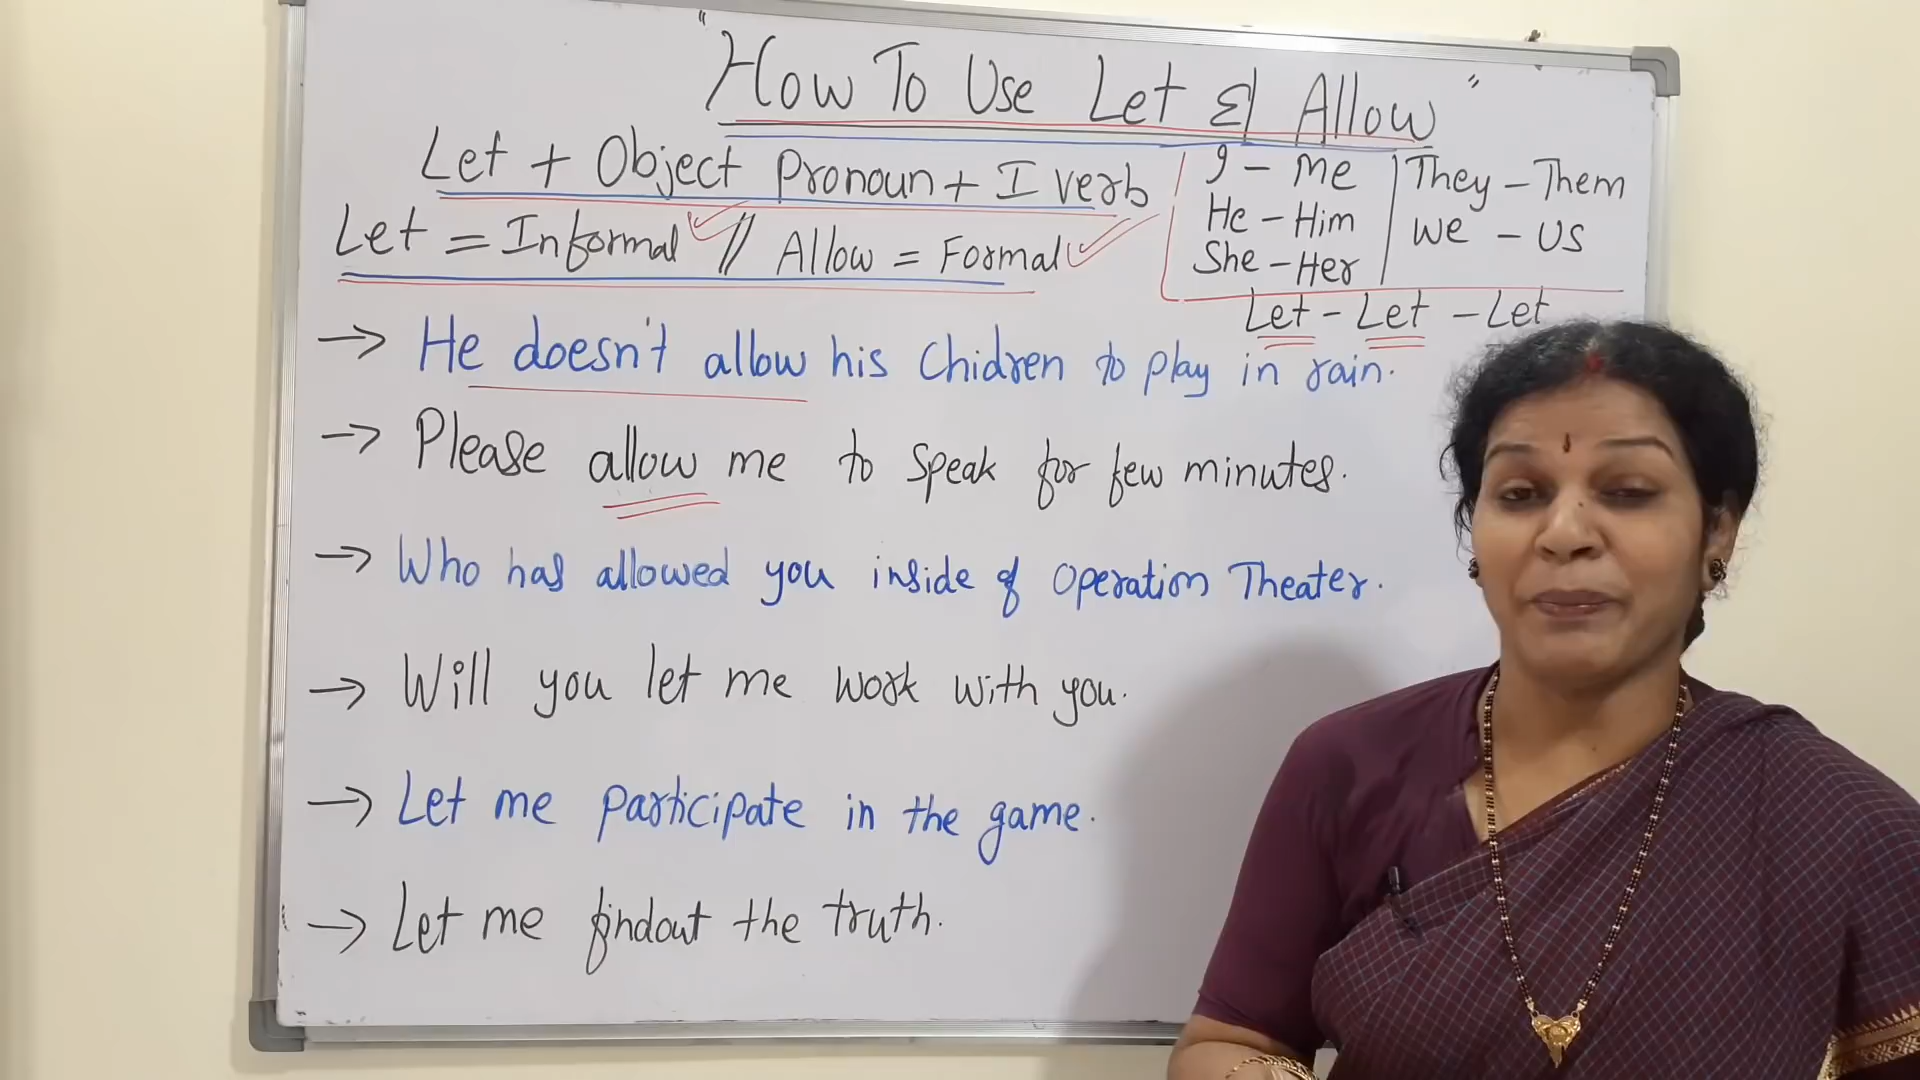 "How To Use Let & Allow"
Let + Object Pronoun + I verb
Let = Informal // Allow = Formal
I - Me
He - Him
She - Her
They - Them
We - Us
Let - Let - Let
→ He doesn't allow his Chidren to play in rain.
→ Please allow me to speak for few minutes.
→ Who has allowed you inside of Operation Theater.
→ Will you let me work with you.
→ Let me participate in the game.
→ Let me findout the truth.